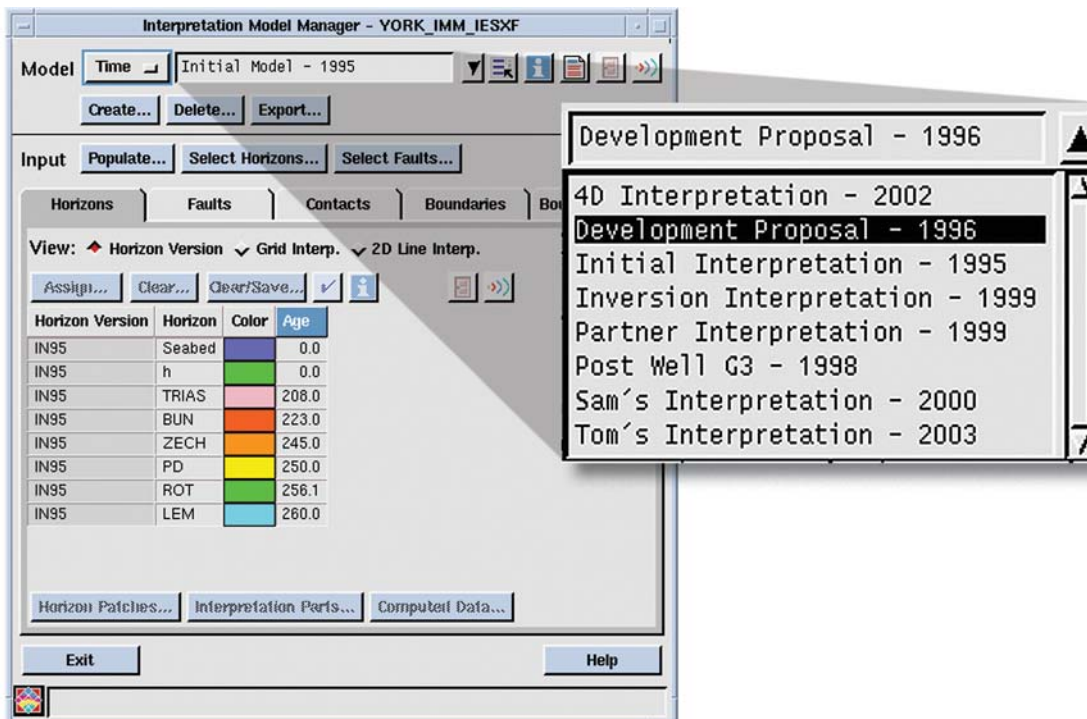 Interpretation Model Manager - YORK_IMM_IESXF
Model Time Initial Model - 1995
Create... Delete... Export...
Input Populate... Select Horizons... Select Faults...
Horizons Faults Contacts Boundaries Bou
View: Horizon Version Grid Interp. 2D Line Interp.
Assign... Clear... Clear/Save...
Horizon Version Horizon Color Age
IN95 Seabed 0.0
IN95 h 0.0
IN95 TRIAS 208.0
IN95 BUN 223.0
IN95 ZECH 245.0
IN95 PD 250.0
IN95 ROT 256.1
IN95 LEM 260.0
Horizon Patches... Interpretation Parts... Computed Data...
Exit Help
Development Proposal - 1996
4D Interpretation - 2002
Development Proposal - 1996
Initial Interpretation - 1995
Inversion Interpretation - 1999
Partner Interpretation - 1999
Post Well G3 - 1998
Sam's Interpretation - 2000
Tom's Interpretation - 2003